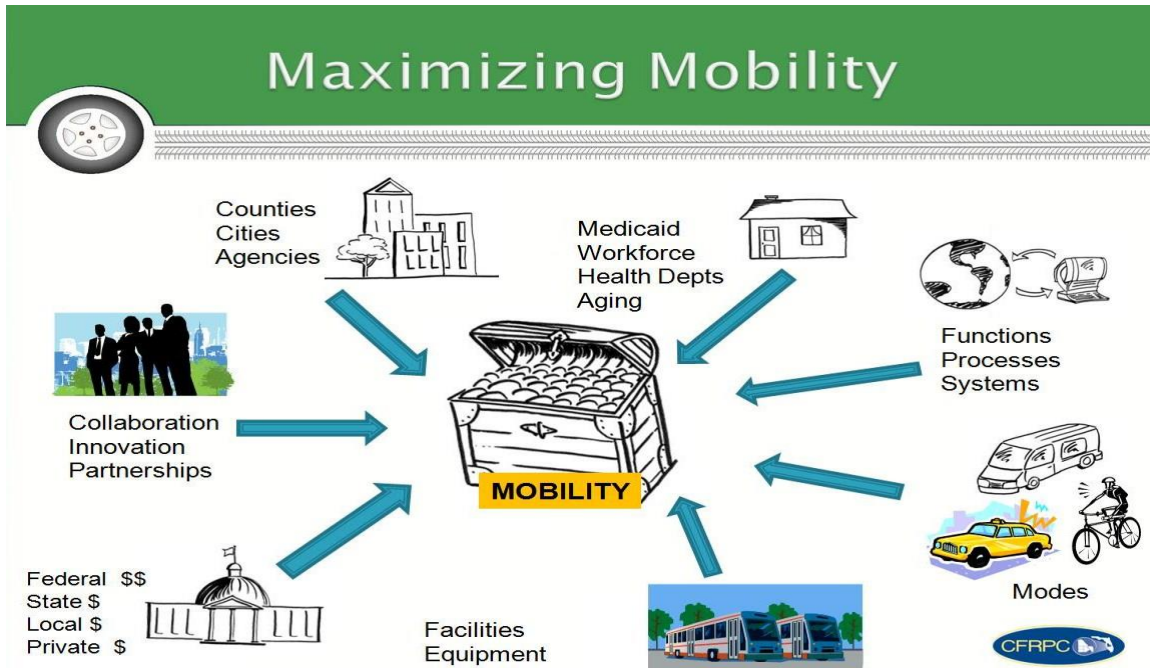 Maximizing Mobility
Counties
Cities
Agencies
Medicaid
Workforce
Health Depts
Aging
Functions
Processes
Systems
Collaboration
Innovation
Partnerships
MOBILITY
Modes
Federal $$
State $
Local $
Private $
Facilities
Equipment
CFRPC